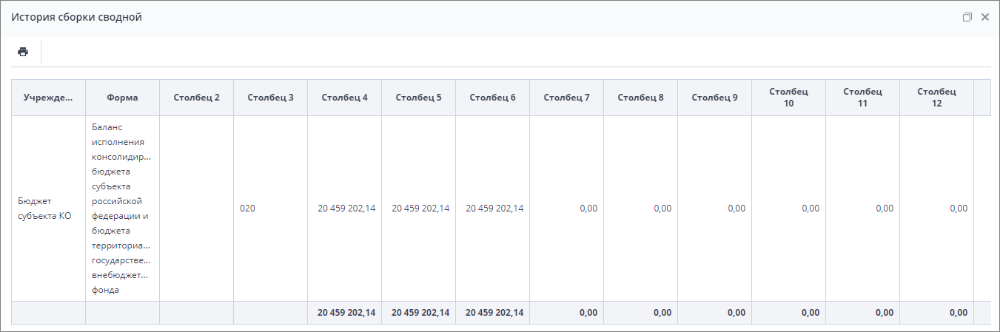 История сборки сводной
Учрежде... Форма Столбец 2 Столбец 3 Столбец 4 Столбец 5 Столбец 6 Столбец 7 Столбец 8 Столбец 9 Столбец 10 Столбец 11 Столбец 12
Бюджет
субъекта КО
Баланс
исполнения
консолидир...
бюджета
субъекта
российской
федерации и
бюджета
территориа...
государстве...
внебюджет...
фонда
020 20 459 202,14 20 459 202,14 20 459 202,14 0,00 0,00 0,00 0,00 0,00 0,00
20 459 202,14 20 459 202,14 20 459 202,14 0,00 0,00 0,00 0,00 0,00 0,00